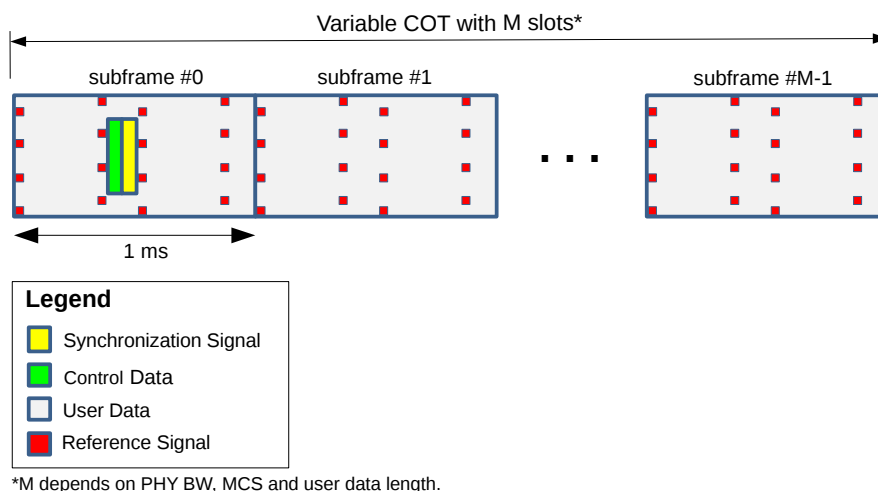 Variable COT with M slots*
subframe #0
subframe #1
subframe #M-1
. . .
1 ms
Legend
Synchronization Signal
Control Data
User Data
Reference Signal
*M depends on PHY BW, MCS and user data length.